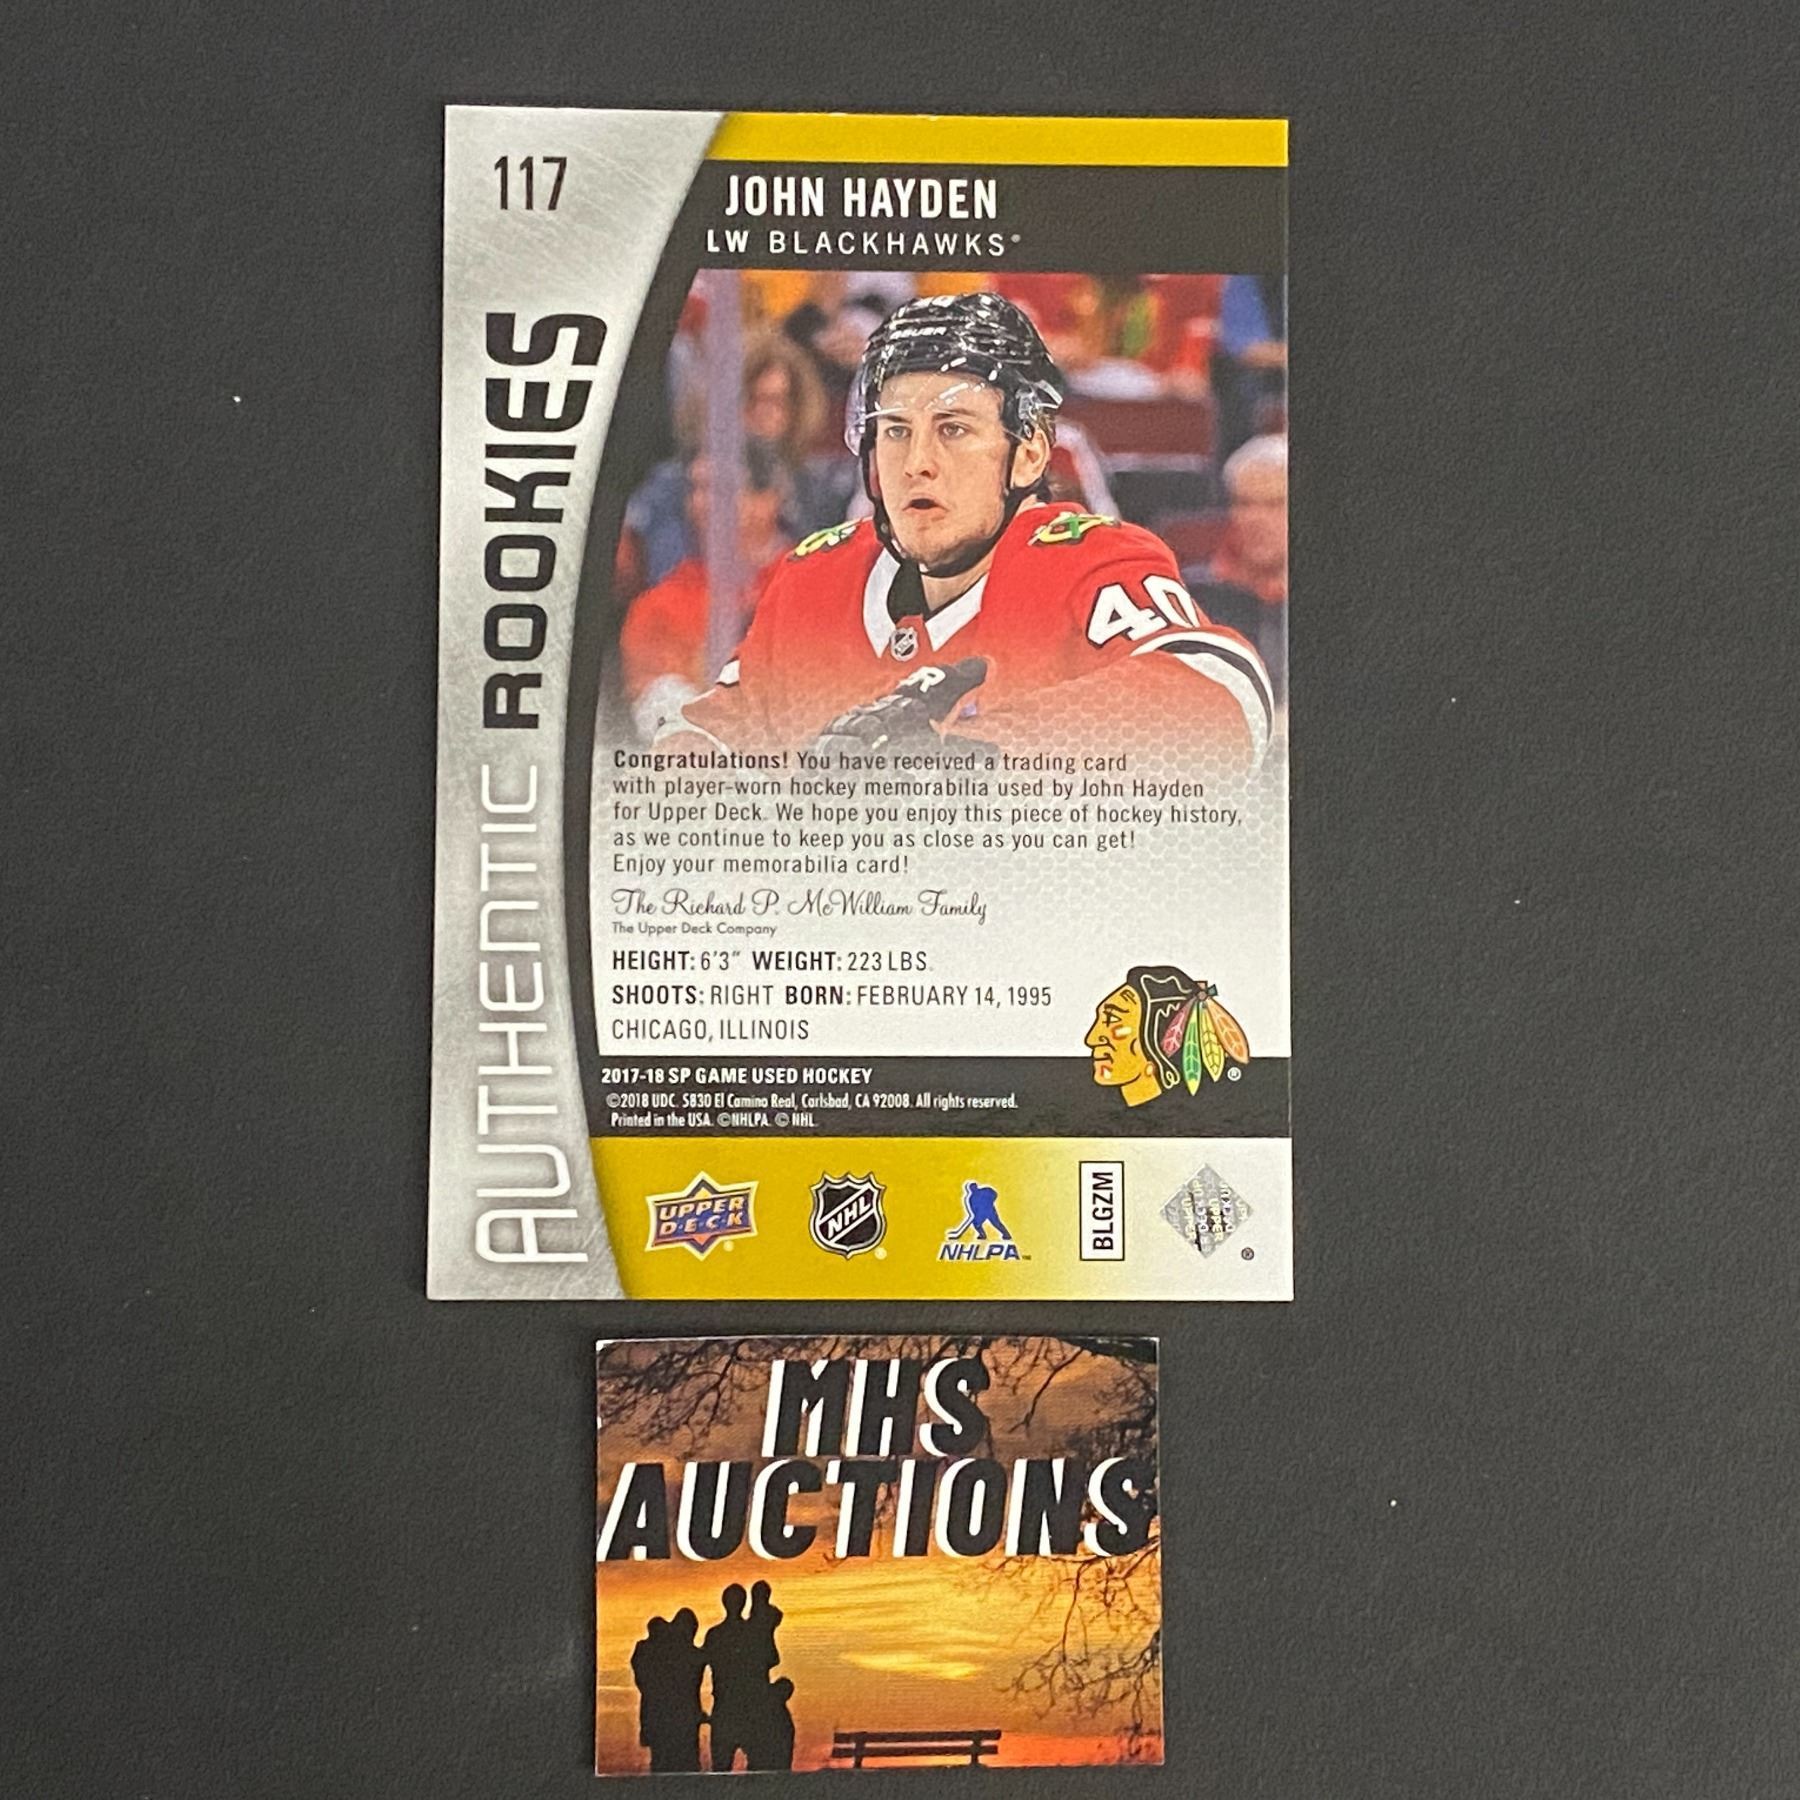 117
JOHN HAYDEN
LW BLACKHAWKS®
AUTHENTIC ROOKIES
BAUER
40
Congratulations! You have received a trading card
with player-worn hockey memorabilia used by John Hayden
for Upper Deck. We hope you enjoy this piece of hockey history,
as we continue to keep you as close as you can get!
Enjoy your memorabilia card!
The Richard P. McWilliam Family
The Upper Deck Company
HEIGHT: 6'3" WEIGHT: 223 LBS.
SHOOTS: RIGHT BORN: FEBRUARY 14, 1995
CHICAGO, ILLINOIS
®
2017-18 SP GAME USED HOCKEY
©2018 UDC. 5830 El Camino Real, Carlsbad, CA 92008. All rights reserved.
Printed in the USA. ©NHLPA. © NHL.
UPPER
D·E·C·K ®
NHL ®
NHLPA™
BLGZM
®
MHS
AUCTIONS